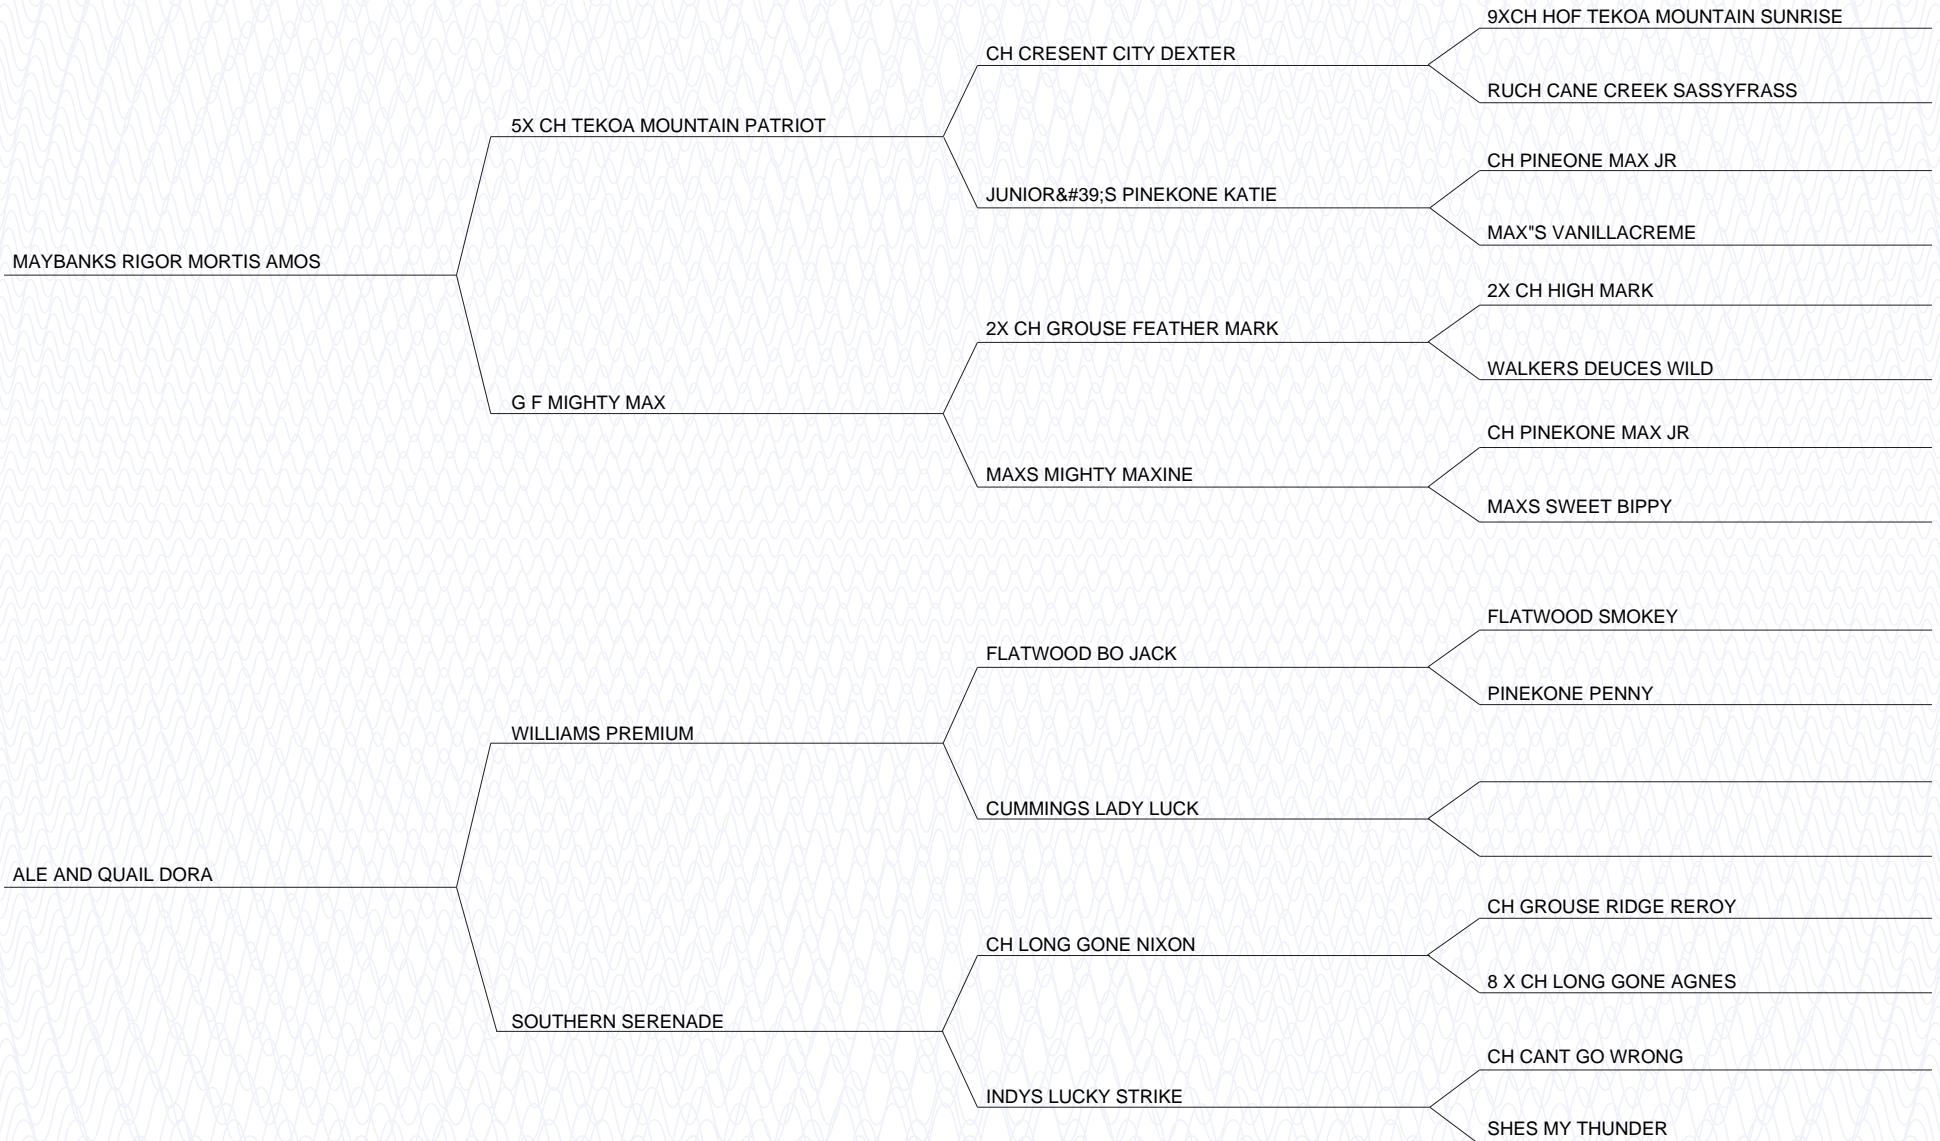 9XCH HOF TEKOA MOUNTAIN SUNRISE
CH CRESENT CITY DEXTER
RUCH CANE CREEK SASSYFRASS
5X CH TEKOA MOUNTAIN PATRIOT
CH PINEONE MAX JR
JUNIOR&#39;S PINEKONE KATIE
MAX"S VANILLACREME
MAYBANKS RIGOR MORTIS AMOS
2X CH HIGH MARK
2X CH GROUSE FEATHER MARK
WALKERS DEUCES WILD
G F MIGHTY MAX
CH PINEKONE MAX JR
MAXS MIGHTY MAXINE
MAXS SWEET BIPPY
FLATWOOD SMOKEY
FLATWOOD BO JACK
PINEKONE PENNY
WILLIAMS PREMIUM
CUMMINGS LADY LUCK
ALE AND QUAIL DORA
CH GROUSE RIDGE REROY
CH LONG GONE NIXON
8 X CH LONG GONE AGNES
SOUTHERN SERENADE
CH CANT GO WRONG
INDYS LUCKY STRIKE
SHES MY THUNDER